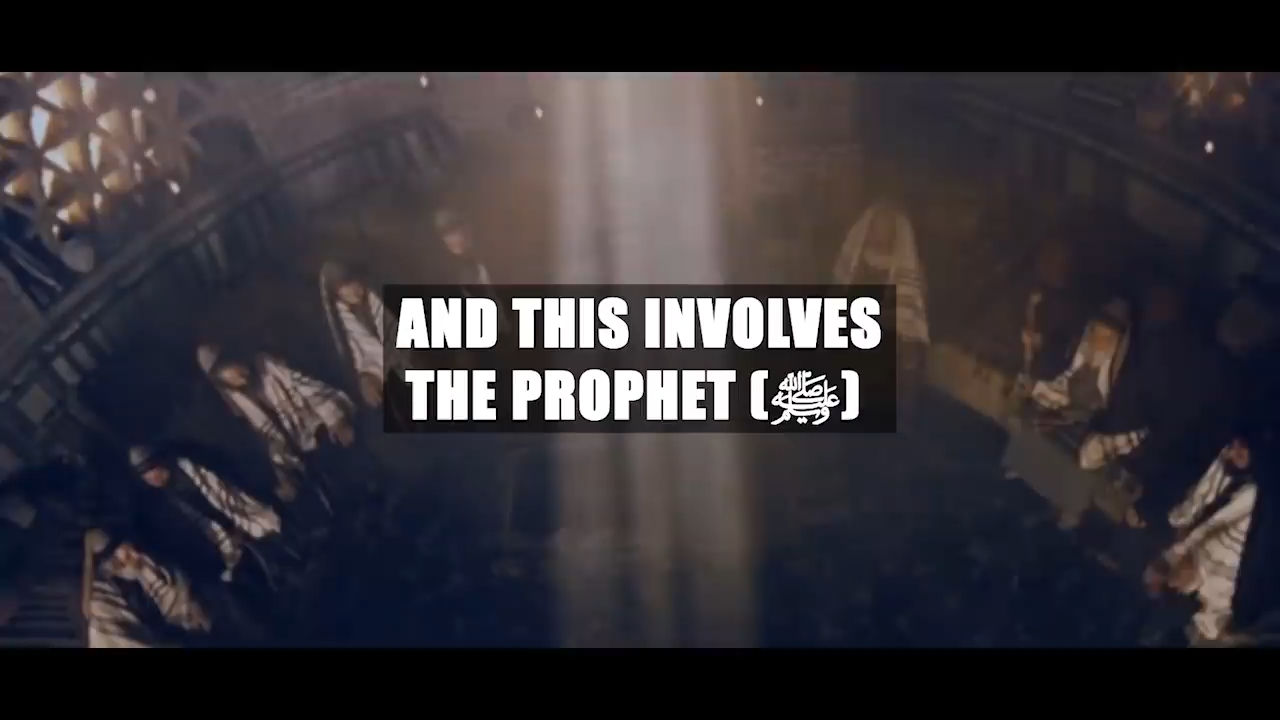 AND THIS INVOLVES
THE PROPHET (ﷺ)